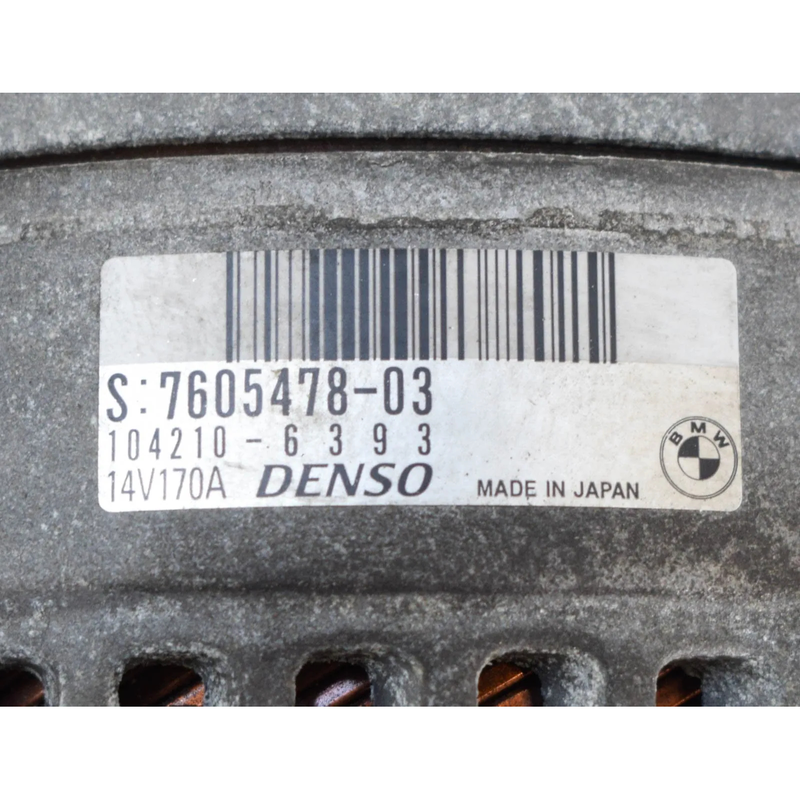 S:7605478-03
104210-6393
14V170A DENSO MADE IN JAPAN
BMW